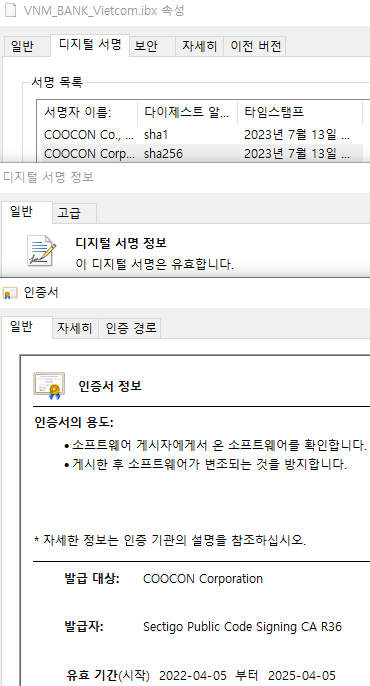 VNM_BANK_Vietcom.ibx 속성
일반 디지털 서명 보안 자세히 이전 버전
서명 목록
서명자 이름: 다이제스트 알... 타임스탬프
COOCON Co., ... sha1 2023년 7월 13일 ...
COOCON Corp... sha256 2023년 7월 13일 ...
디지털 서명 정보
일반 고급
디지털 서명 정보
이 디지털 서명은 유효합니다.
인증서
일반 자세히 인증 경로
인증서 정보
인증서의 용도:
• 소프트웨어 게시자에게서 온 소프트웨어를 확인합니다.
• 게시한 후 소프트웨어가 변조되는 것을 방지합니다.
* 자세한 정보는 인증 기관의 설명을 참조하십시오.
발급 대상: COOCON Corporation
발급자: Sectigo Public Code Signing CA R36
유효 기간(시작) 2022-04-05 부터 2025-04-05